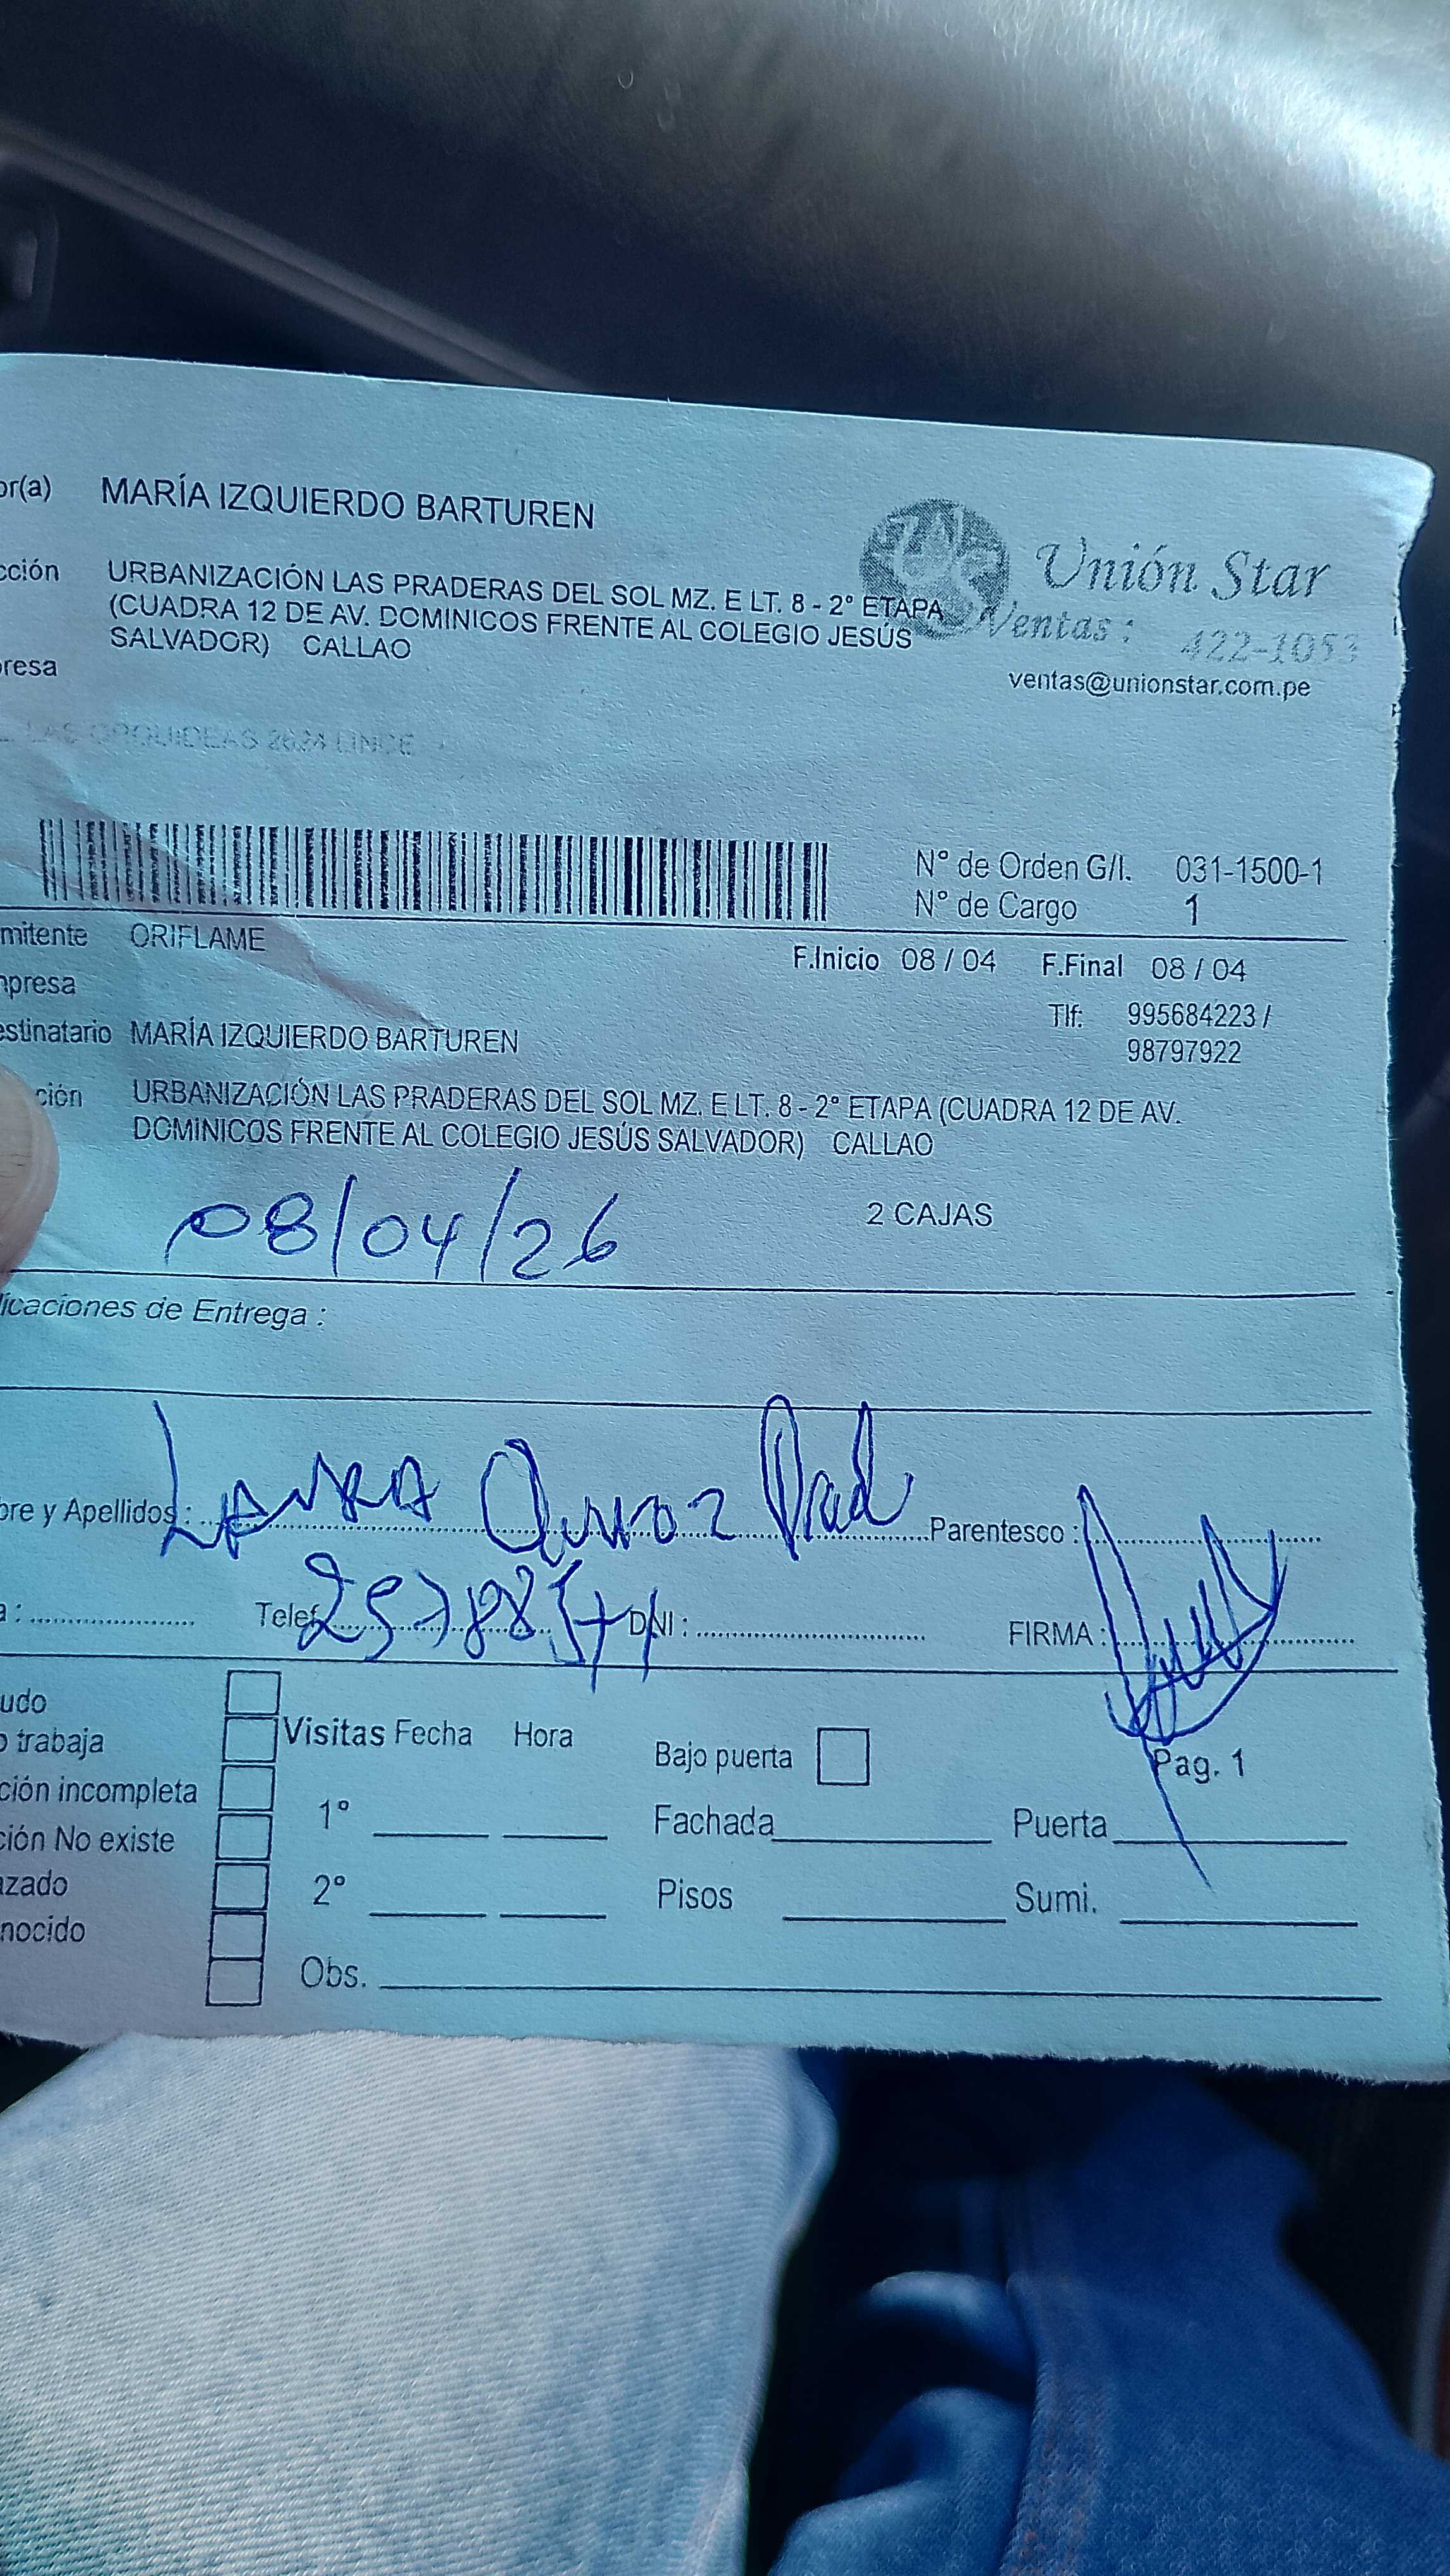 or(a) MARÍA IZQUIERDO BARTUREN
cción URBANIZACIÓN LAS PRADERAS DEL SOL MZ. E LT. 8 - 2° ETAPA
(CUADRA 12 DE AV. DOMINICOS FRENTE AL COLEGIO JESÚS
SALVADOR) CALLAO
resa
Unión Star
Ventas : 422-1053
ventas@unionstar.com.pe
LAS ORQUIDEAS 2624 LINCE
N° de Orden G/I. 031-1500-1
N° de Cargo 1
mitente ORIFLAME
F.Inicio 08 / 04 F.Final 08 / 04
npresa
Tlf: 995684223 /
98797922
estinatario MARÍA IZQUIERDO BARTUREN
ción URBANIZACIÓN LAS PRADERAS DEL SOL MZ. E LT. 8 - 2° ETAPA (CUADRA 12 DE AV.
DOMINICOS FRENTE AL COLEGIO JESÚS SALVADOR) CALLAO
08/04/26 2 CAJAS
licaciones de Entrega :
bre y Apellidos : LAURA Parentesco :
a : Telef DNI : FIRMA :
udo
o trabaja
Visitas Fecha Hora
Bajo puerta
Pag. 1
ción incompleta
1°
Fachada Puerta
ción No existe
azado
2°
Pisos Sumi.
nocido
Obs.